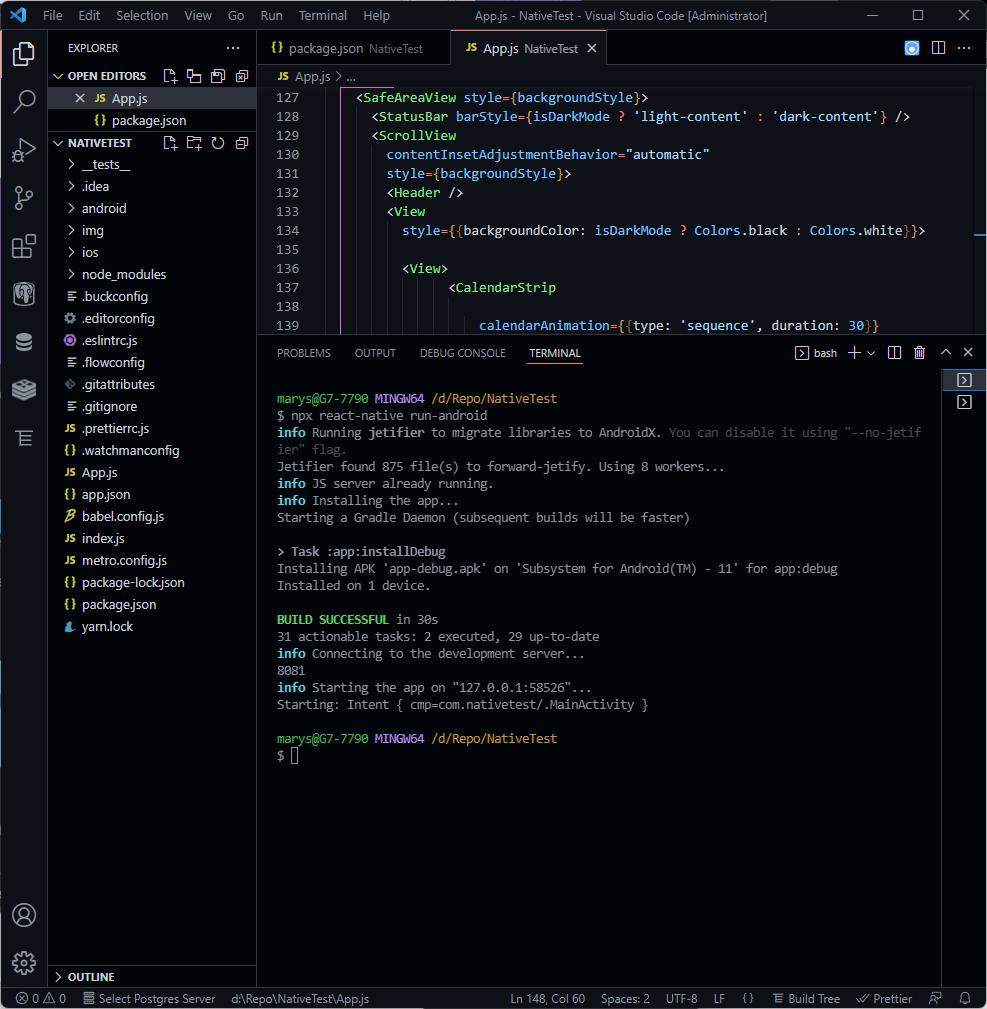 File Edit Selection View Go Run Terminal Help App.js - NativeTest - Visual Studio Code [Administrator]
EXPLORER
OPEN EDITORS
JS App.js
{} package.json
NATIVETEST
__tests__
.idea
android
img
ios
node_modules
.buckconfig
.editorconfig
.eslintrc.js
.flowconfig
.gitattributes
.gitignore
JS .prettierrc.js
{} .watchmanconfig
JS App.js
{} app.json
babel.config.js
JS index.js
JS metro.config.js
{} package-lock.json
{} package.json
yarn.lock
OUTLINE
{} package.json NativeTest JS App.js NativeTest
JS App.js > ...
127 <SafeAreaView style={backgroundStyle}>
128 <StatusBar barStyle={isDarkMode ? 'light-content' : 'dark-content'} />
129 <ScrollView
130 contentInsetAdjustmentBehavior="automatic"
131 style={backgroundStyle}>
132 <Header />
133 <View
134 style={{backgroundColor: isDarkMode ? Colors.black : Colors.white}}>
135
136 <View>
137 <CalendarStrip
138
139 calendarAnimation={{type: 'sequence', duration: 30}}
PROBLEMS OUTPUT DEBUG CONSOLE TERMINAL bash
marys@G7-7790 MINGW64 /d/Repo/NativeTest
$ npx react-native run-android
info Running jetifier to migrate libraries to AndroidX. You can disable it using "--no-jetif
ier" flag.
Jetifier found 875 file(s) to forward-jetify. Using 8 workers...
info JS server already running.
info Installing the app...
Starting a Gradle Daemon (subsequent builds will be faster)
> Task :app:installDebug
Installing APK 'app-debug.apk' on 'Subsystem for Android(TM) - 11' for app:debug
Installed on 1 device.
BUILD SUCCESSFUL in 30s
31 actionable tasks: 2 executed, 29 up-to-date
info Connecting to the development server...
8081
info Starting the app on "127.0.0.1:58526"...
Starting: Intent { cmp=com.nativetest/.MainActivity }
marys@G7-7790 MINGW64 /d/Repo/NativeTest
$
0 0 Select Postgres Server d:\Repo\NativeTest\App.js Ln 148, Col 60 Spaces: 2 UTF-8 LF {} Build Tree Prettier